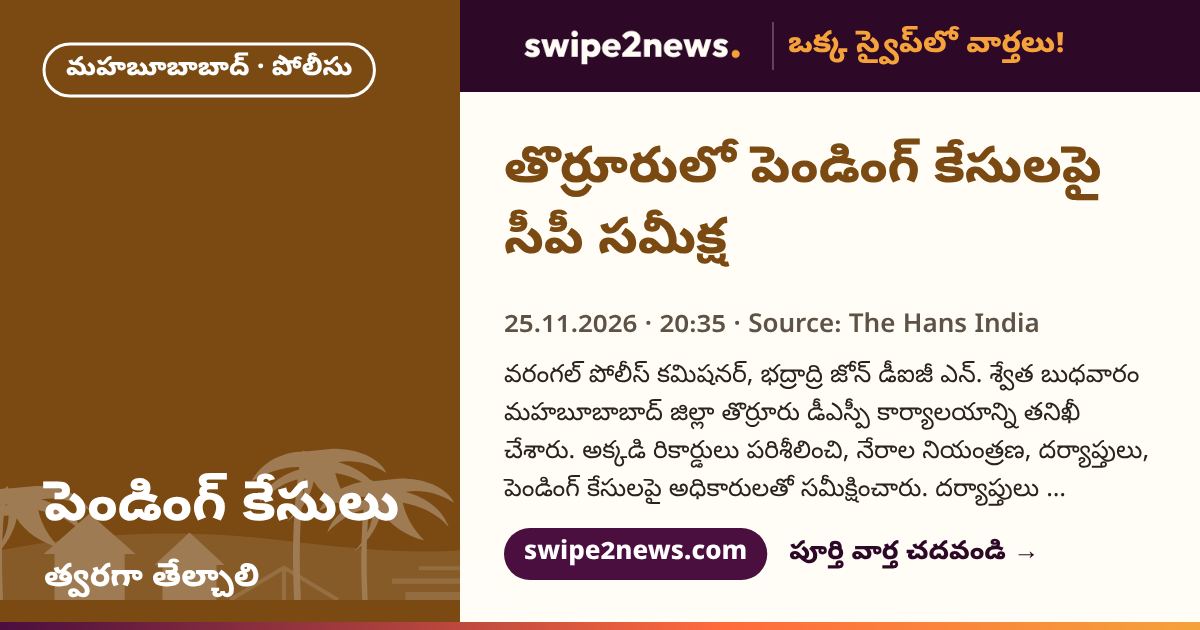 మహబూబాబాద్ · పోలీసు
పెండింగ్ కేసులు
త్వరగా తేల్చాలి
swipe2news.
ఒక్క స్వైప్‌లో వార్తలు!
తొర్రూరులో పెండింగ్ కేసులపై
సీపీ సమీక్ష
25.11.2026 · 20:35 · Source: The Hans India
వరంగల్ పోలీస్ కమిషనర్, భద్రాద్రి జోన్ డీఐజీ ఎన్. శ్వేత బుధవారం
మహబూబాబాద్ జిల్లా తొర్రూరు డీఎస్పీ కార్యాలయాన్ని తనిఖీ
చేశారు. అక్కడి రికార్డులు పరిశీలించి, నేరాల నియంత్రణ, దర్యాప్తులు,
పెండింగ్ కేసులపై అధికారులతో సమీక్షించారు. దర్యాప్తులు ...
swipe2news.com
పూర్తి వార్త చదవండి →